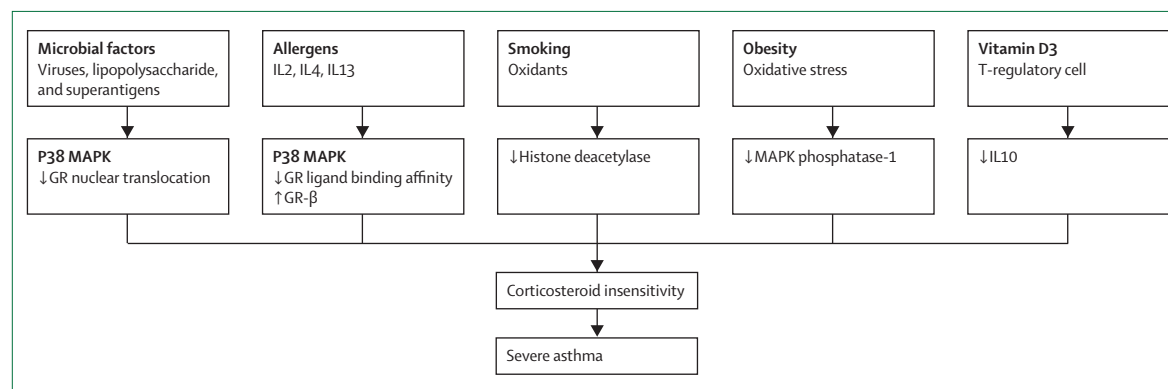 Microbial factors
Viruses, lipopolysaccharide,
and superantigens
Allergens
IL2, IL4, IL13
Smoking
Oxidants
Obesity
Oxidative stress
Vitamin D3
T-regulatory cell
P38 MAPK
↓GR nuclear translocation
P38 MAPK
↓GR ligand binding affinity
↑GR-β
↓Histone deacetylase
↓MAPK phosphatase-1
↓IL10
Corticosteroid insensitivity
Severe asthma